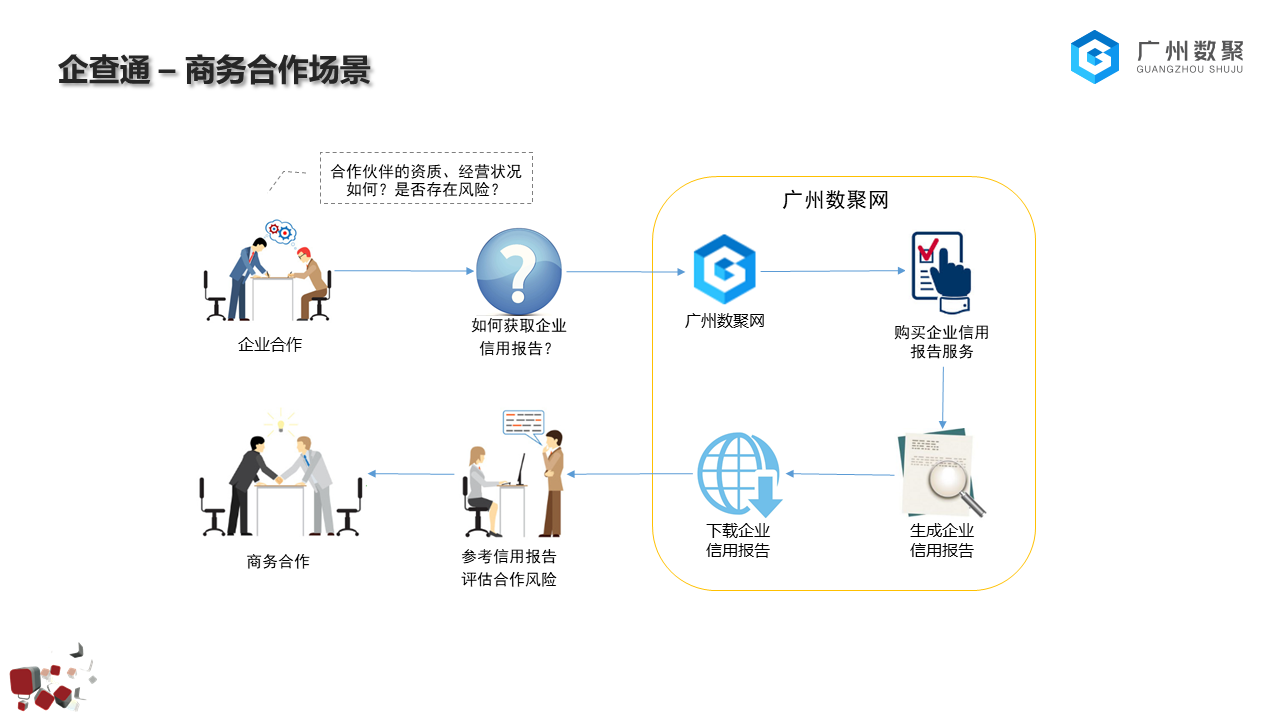 企查通 – 商务合作场景
广州数聚
GUANGZHOU SHUJU
合作伙伴的资质、经营状况
如何？是否存在风险？
广州数聚网
企业合作
如何获取企业
信用报告？
广州数聚网
购买企业信用
报告服务
商务合作
参考信用报告
评估合作风险
下载企业
信用报告
生成企业
信用报告